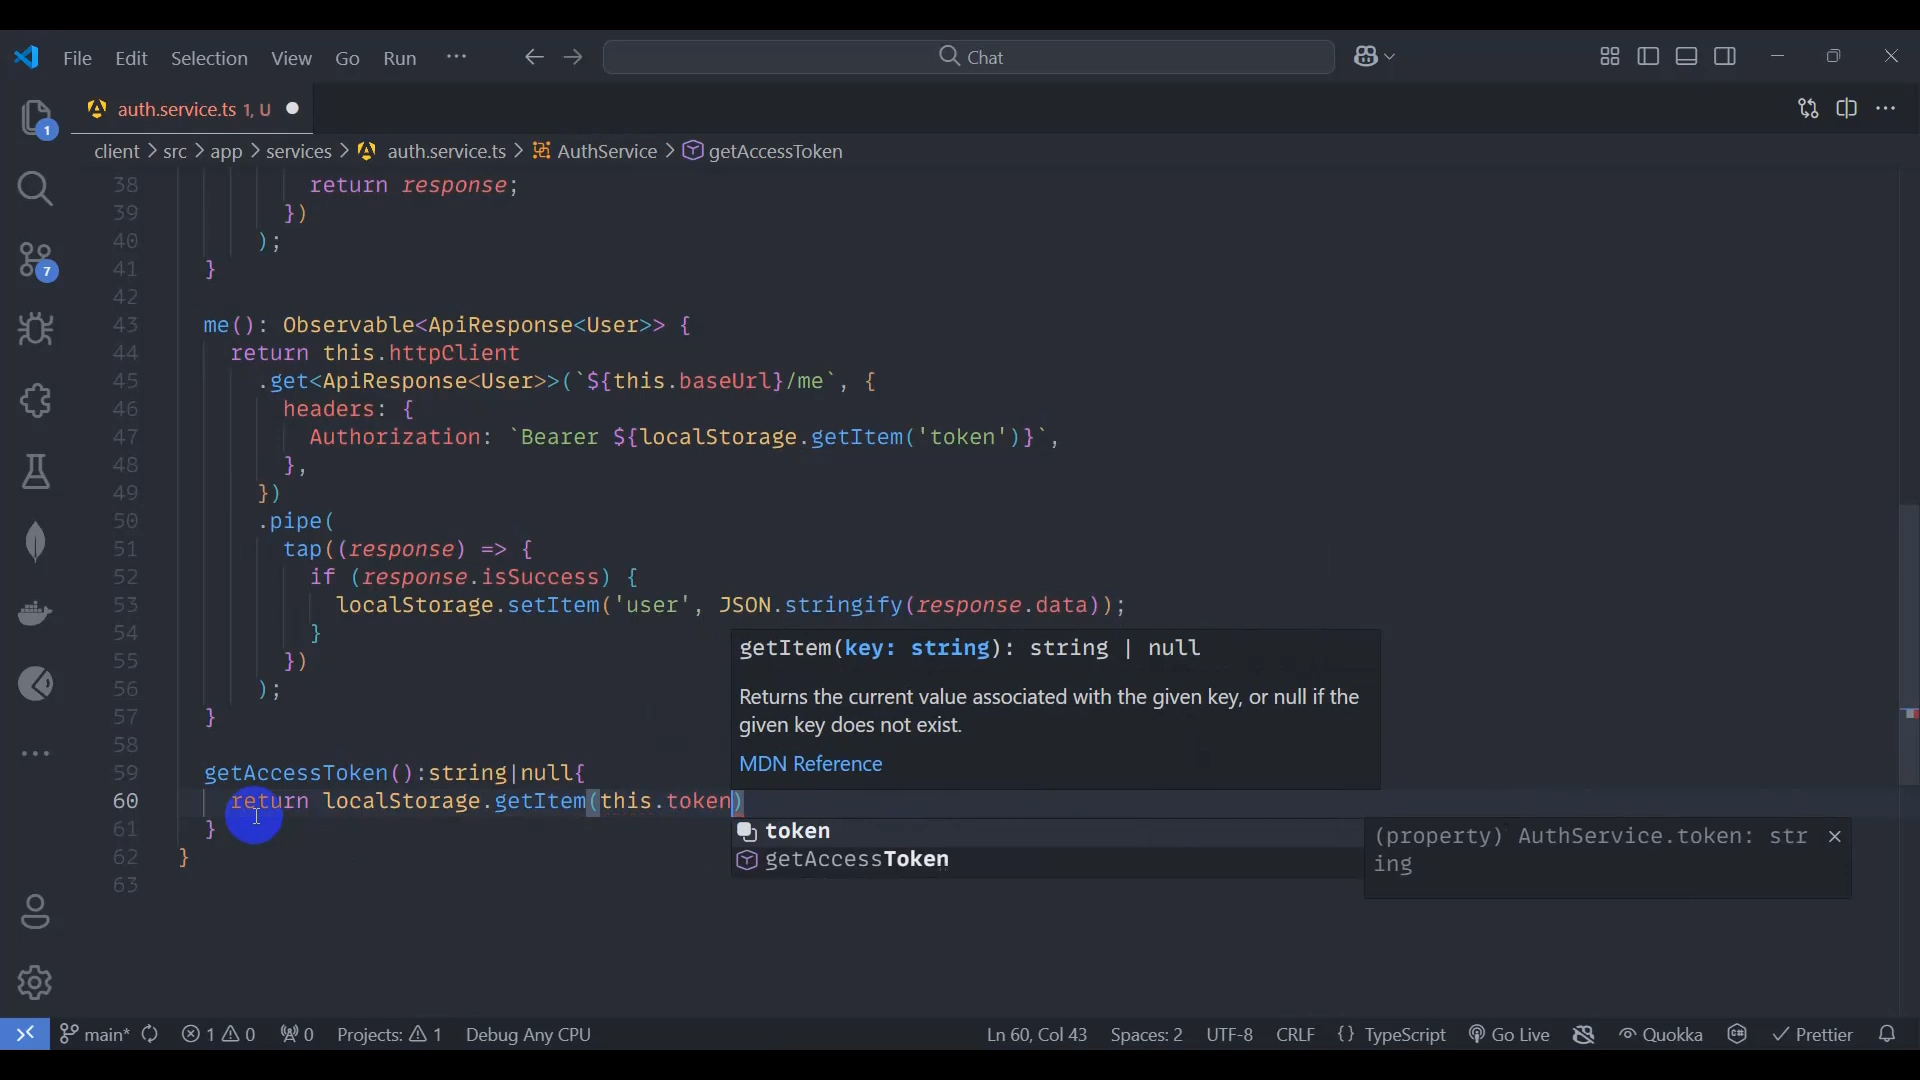 File Edit Selection View Go Run ··· Chat
auth.service.ts 1, U
client > src > app > services > auth.service.ts > AuthService > getAccessToken
38 return response;
39 })
40 );
41 }
42
43 me(): Observable<ApiResponse<User>> {
44 return this.httpClient
45 .get<ApiResponse<User>>(`${this.baseUrl}/me`, {
46 headers: {
47 Authorization: `Bearer ${localStorage.getItem('token')}`,
48 },
49 })
50 .pipe(
51 tap((response) => {
52 if (response.isSuccess) {
53 localStorage.setItem('user', JSON.stringify(response.data));
54 }
55 })
56 );
57 }
58
59 getAccessToken():string|null{
60 return localStorage.getItem(this.token)
61 }
62 }
63
getItem(key: string): string | null
Returns the current value associated with the given key, or null if the
given key does not exist.
MDN Reference
token
getAccessToken
(property) AuthService.token: str
ing
1
7
main* 1 0 0 Projects: 1 Debug Any CPU Ln 60, Col 43 Spaces: 2 UTF-8 CRLF {} TypeScript Go Live Quokka Prettier